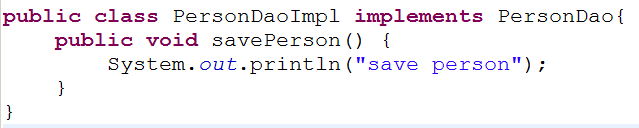 public class PersonDaoImpl implements PersonDao{
    public void savePerson() {
        System.out.println("save person");
    }
}